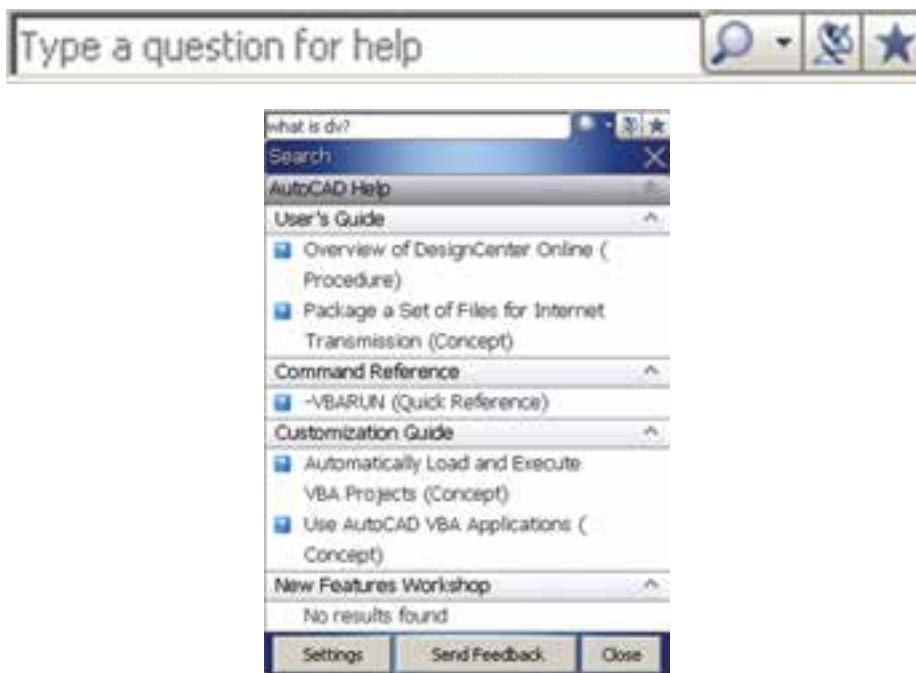 Type a question for help
what is dv?
Search
AutoCAD Help
User's Guide
Overview of DesignCenter Online (
Procedure)
Package a Set of Files for Internet
Transmission (Concept)
Command Reference
-VBARUN (Quick Reference)
Customization Guide
Automatically Load and Execute
VBA Projects (Concept)
Use AutoCAD VBA Applications (
Concept)
New Features Workshop
No results found
Settings Send Feedback Close